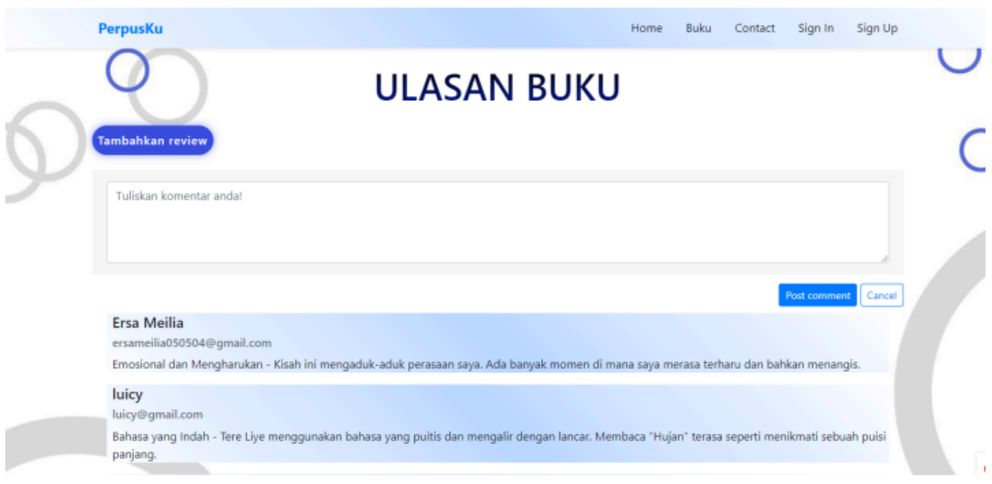 PerpusKu Home Buku Contact Sign In Sign Up
ULASAN BUKU
Tambahkan review
Tuliskan komentar anda!
Post comment Cancel
Ersa Meilia
ersameilia050504@gmail.com
Emosional dan Mengharukan - Kisah ini mengaduk-aduk perasaan saya. Ada banyak momen di mana saya merasa terharu dan bahkan menangis.
luicy
luicy@gmail.com
Bahasa yang Indah - Tere Liye menggunakan bahasa yang puitis dan mengalir dengan lancar. Membaca "Hujan" terasa seperti menikmati sebuah puisi
panjang.